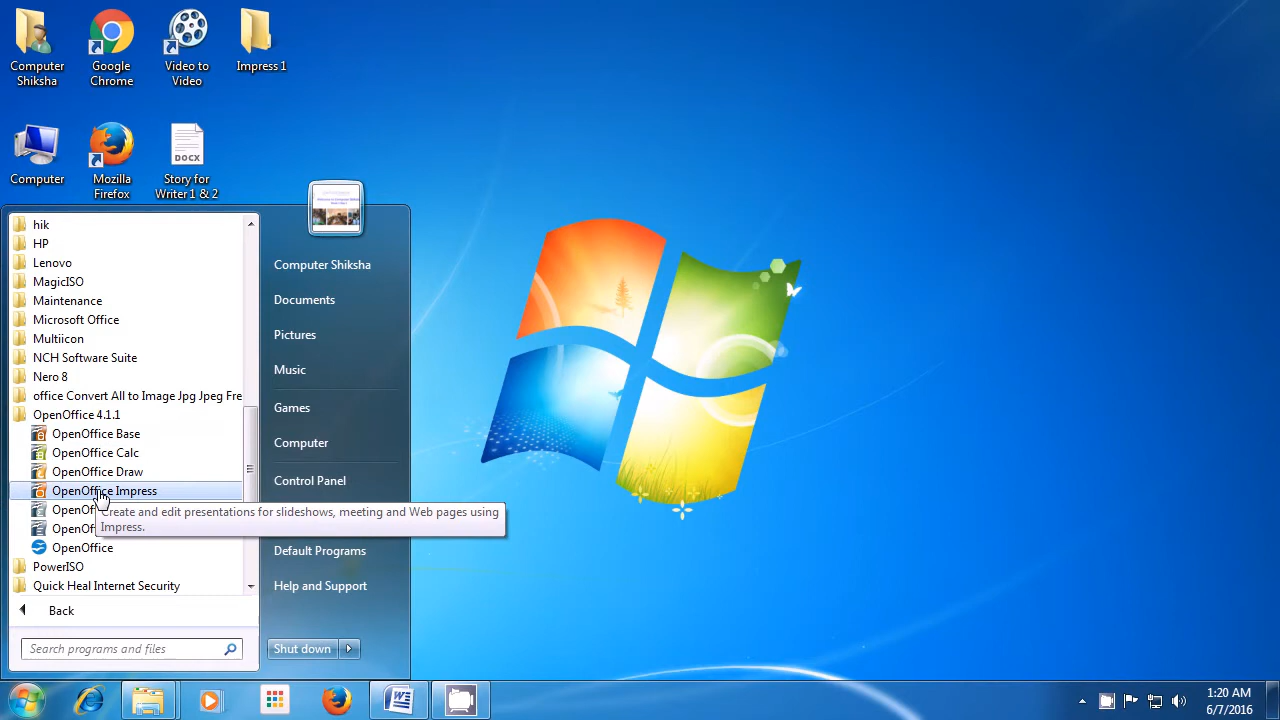 Computer
Shiksha
Google
Chrome
Video to
Video
Impress 1
Computer
Mozilla
Firefox
DOCX
Story for
Writer 1 & 2
hik
HP
Lenovo
MagicISO
Maintenance
Microsoft Office
Multiicon
NCH Software Suite
Nero 8
office Convert All to Image Jpg Jpeg Fre
OpenOffice 4.1.1
OpenOffice Base
OpenOffice Calc
OpenOffice Draw
OpenOffice Impress
OpenOf
OpenOf
OpenOffice
PowerISO
Quick Heal Internet Security
Back
Search programs and files
Create and edit presentations for slideshows, meeting and Web pages using
Impress.
Computer Shiksha
Documents
Pictures
Music
Games
Computer
Control Panel
Default Programs
Help and Support
Shut down
1:20 AM
6/7/2016